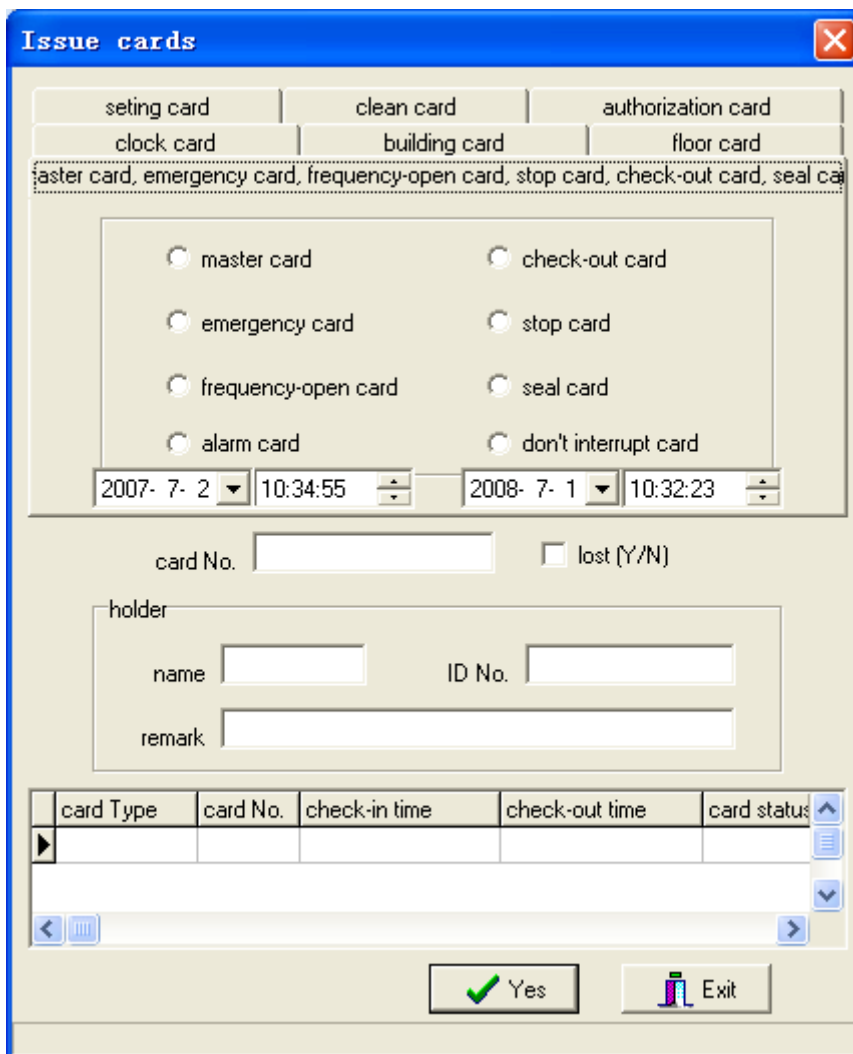 Issue cards
seting card clean card authorization card
clock card building card floor card
aster card, emergency card, frequency-open card, stop card, check-out card, seal ca
master card check-out card
emergency card stop card
frequency-open card seal card
alarm card don't interrupt card
2007- 7- 2 10:34:55 2008- 7- 1 10:32:23
card No. lost (Y/N)
holder
name ID No.
remark
card Type card No. check-in time check-out time card status
Yes Exit